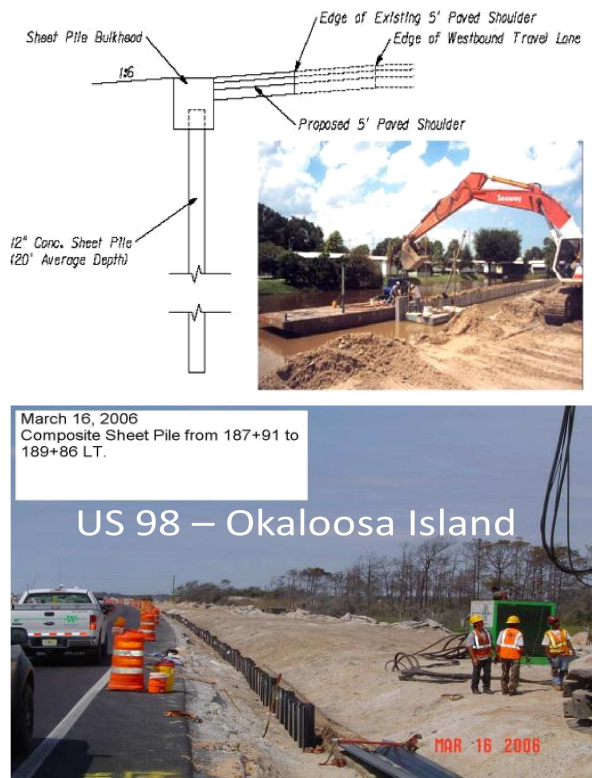 Edge of Existing 5' Paved Shoulder
Sheet Pile Bulkhead
Edge of Westbound Travel Lane
1:6
Proposed 5' Paved Shoulder
Seaway
12" Conc. Sheet Pile
(20' Average Depth)
March 16, 2006
Composite Sheet Pile from 187+91 to
189+86 LT.
US 98 – Okaloosa Island
MAR 16 2006